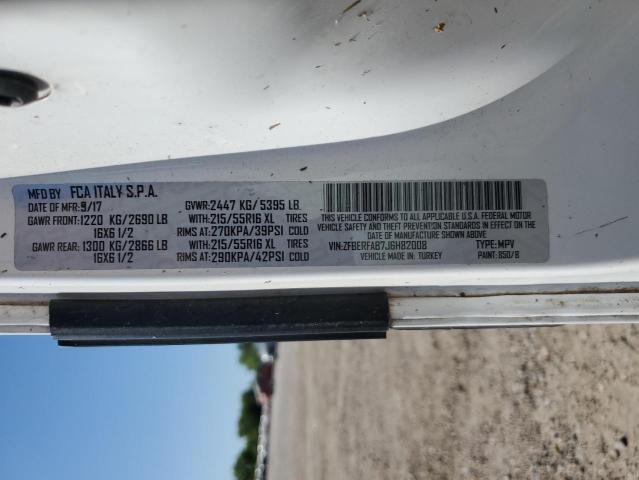 MFD BY FCA ITALY S.P.A.
DATE OF MFR: 9/17 GVWR: 2447 KG/ 5395 LB.
GAWR FRONT: 1220 KG/2690 LB WITH: 215/55R16 XL TIRES
16X6 1/2 RIMS AT: 270KPA/39PSI COLD
GAWR REAR: 1300 KG/2866 LB WITH: 215/55R16 XL TIRES
16X6 1/2 RIMS AT: 290KPA/42PSI COLD
THIS VEHICLE CONFORMS TO ALL APPLICABLE U.S.A. FEDERAL MOTOR
VEHICLE SAFETY AND THEFT PREVENTION STANDARDS IN EFFECT ON THE
DATE OF MANUFACTURE SHOWN ABOVE.
VIN: ZFBERFAB7J6H82008 TYPE: MPV
VEHICLE MADE IN: TURKEY PAINT: 850/B